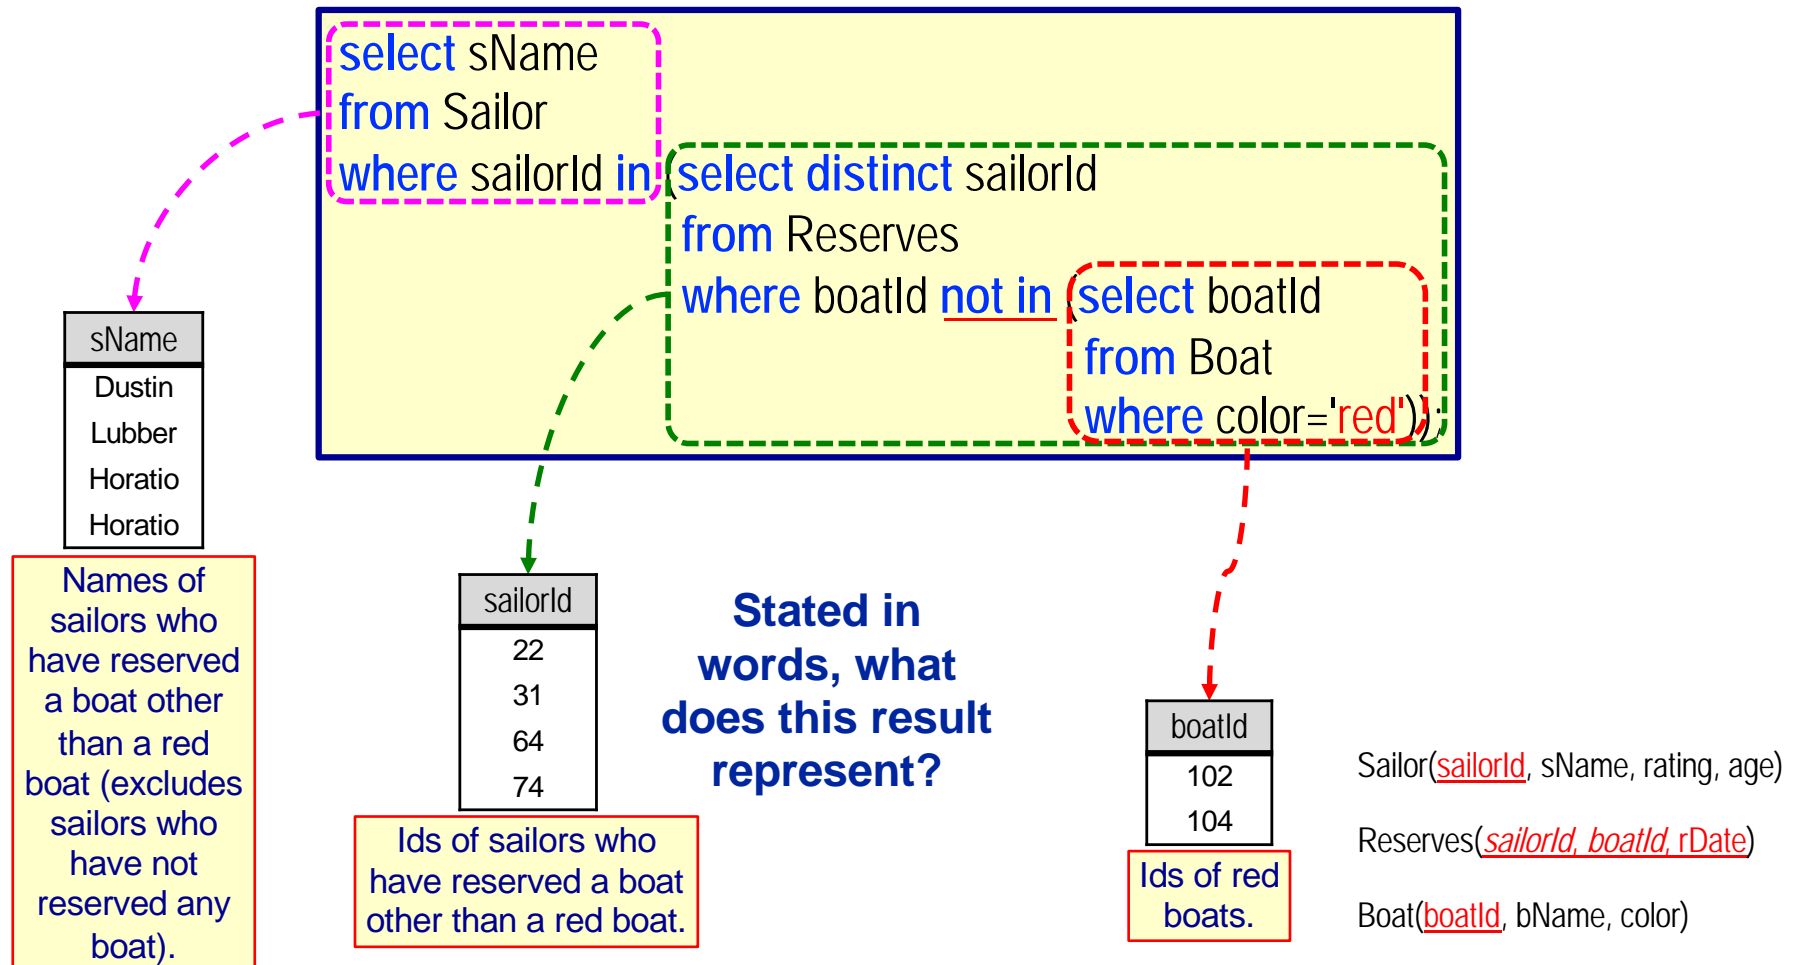 select sName
from Sailor
where sailorId in (select distinct sailorId
from Reserves
where boatId not in (select boatId
from Boat
where color='red'));
sName
Dustin
Lubber
Horatio
Horatio
Names of
sailors who
have reserved
a boat other
than a red
boat (excludes
sailors who
have not
reserved any
boat).
sailorId
22
31
64
74
Ids of sailors who
have reserved a boat
other than a red boat.
Stated in
words, what
does this result
represent?
boatId
102
104
Ids of red
boats.
Sailor(sailorId, sName, rating, age)
Reserves(sailorId, boatId, rDate)
Boat(boatId, bName, color)